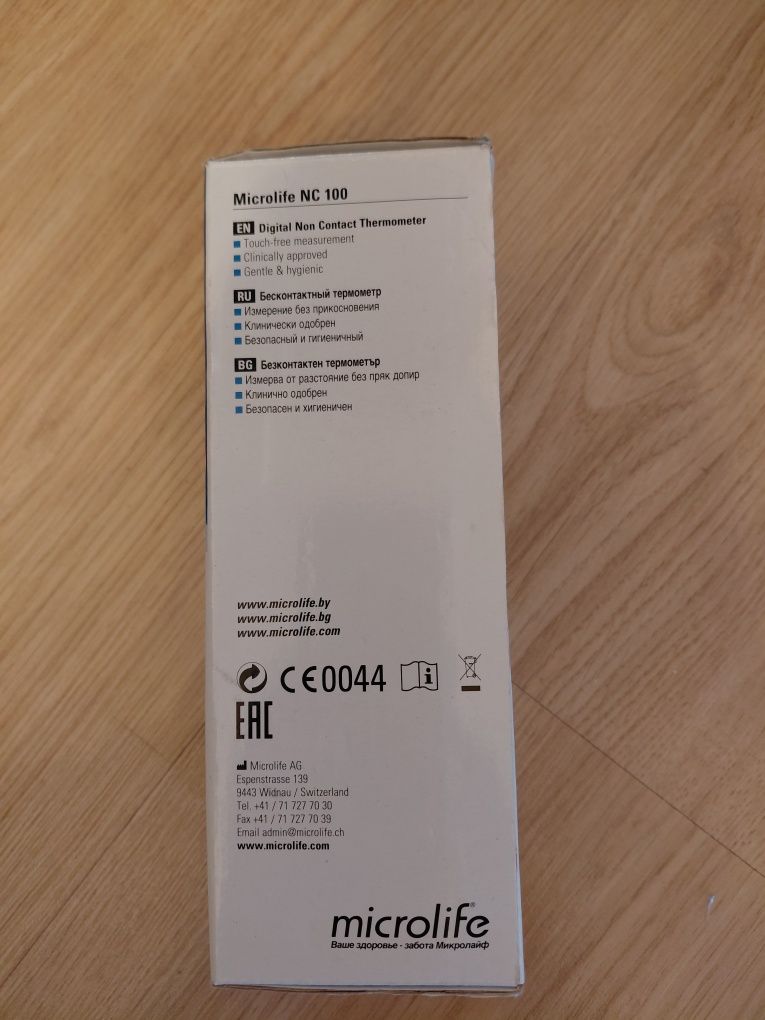 Microlife NC 100
EN Digital Non Contact Thermometer
Touch-free measurement
Clinically approved
Gentle & hygienic
RU Бесконтактный термометр
Измерение без прикосновения
Клинически одобрен
Безопасный и гигиеничный
BG Безконтактен термометър
Измерва от разстояние без пряк допир
Клинично одобрен
Безопасен и хигиеничен
www.microlife.by
www.microlife.bg
www.microlife.com
CE0044 i
EAC
Microlife AG
Espenstrasse 139
9443 Widnau / Switzerland
Tel. +41 / 71 727 70 30
Fax +41 / 71 727 70 39
Email admin@microlife.ch
www.microlife.com
microlife®
Ваше здоровье - забота Микролайф